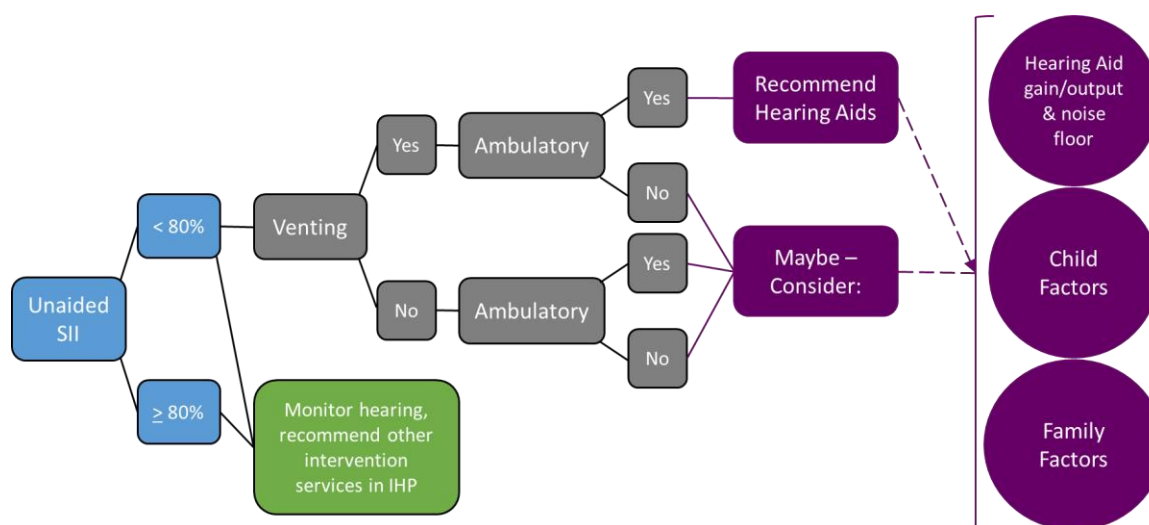 Unaided
SII
< 80%
≥ 80%
Venting
Monitor hearing,
recommend other
intervention
services in IHP
Yes
No
Ambulatory
Ambulatory
Yes
No
Yes
No
Recommend
Hearing Aids
Maybe –
Consider:
Hearing Aid
gain/output
& noise
floor
Child
Factors
Family
Factors